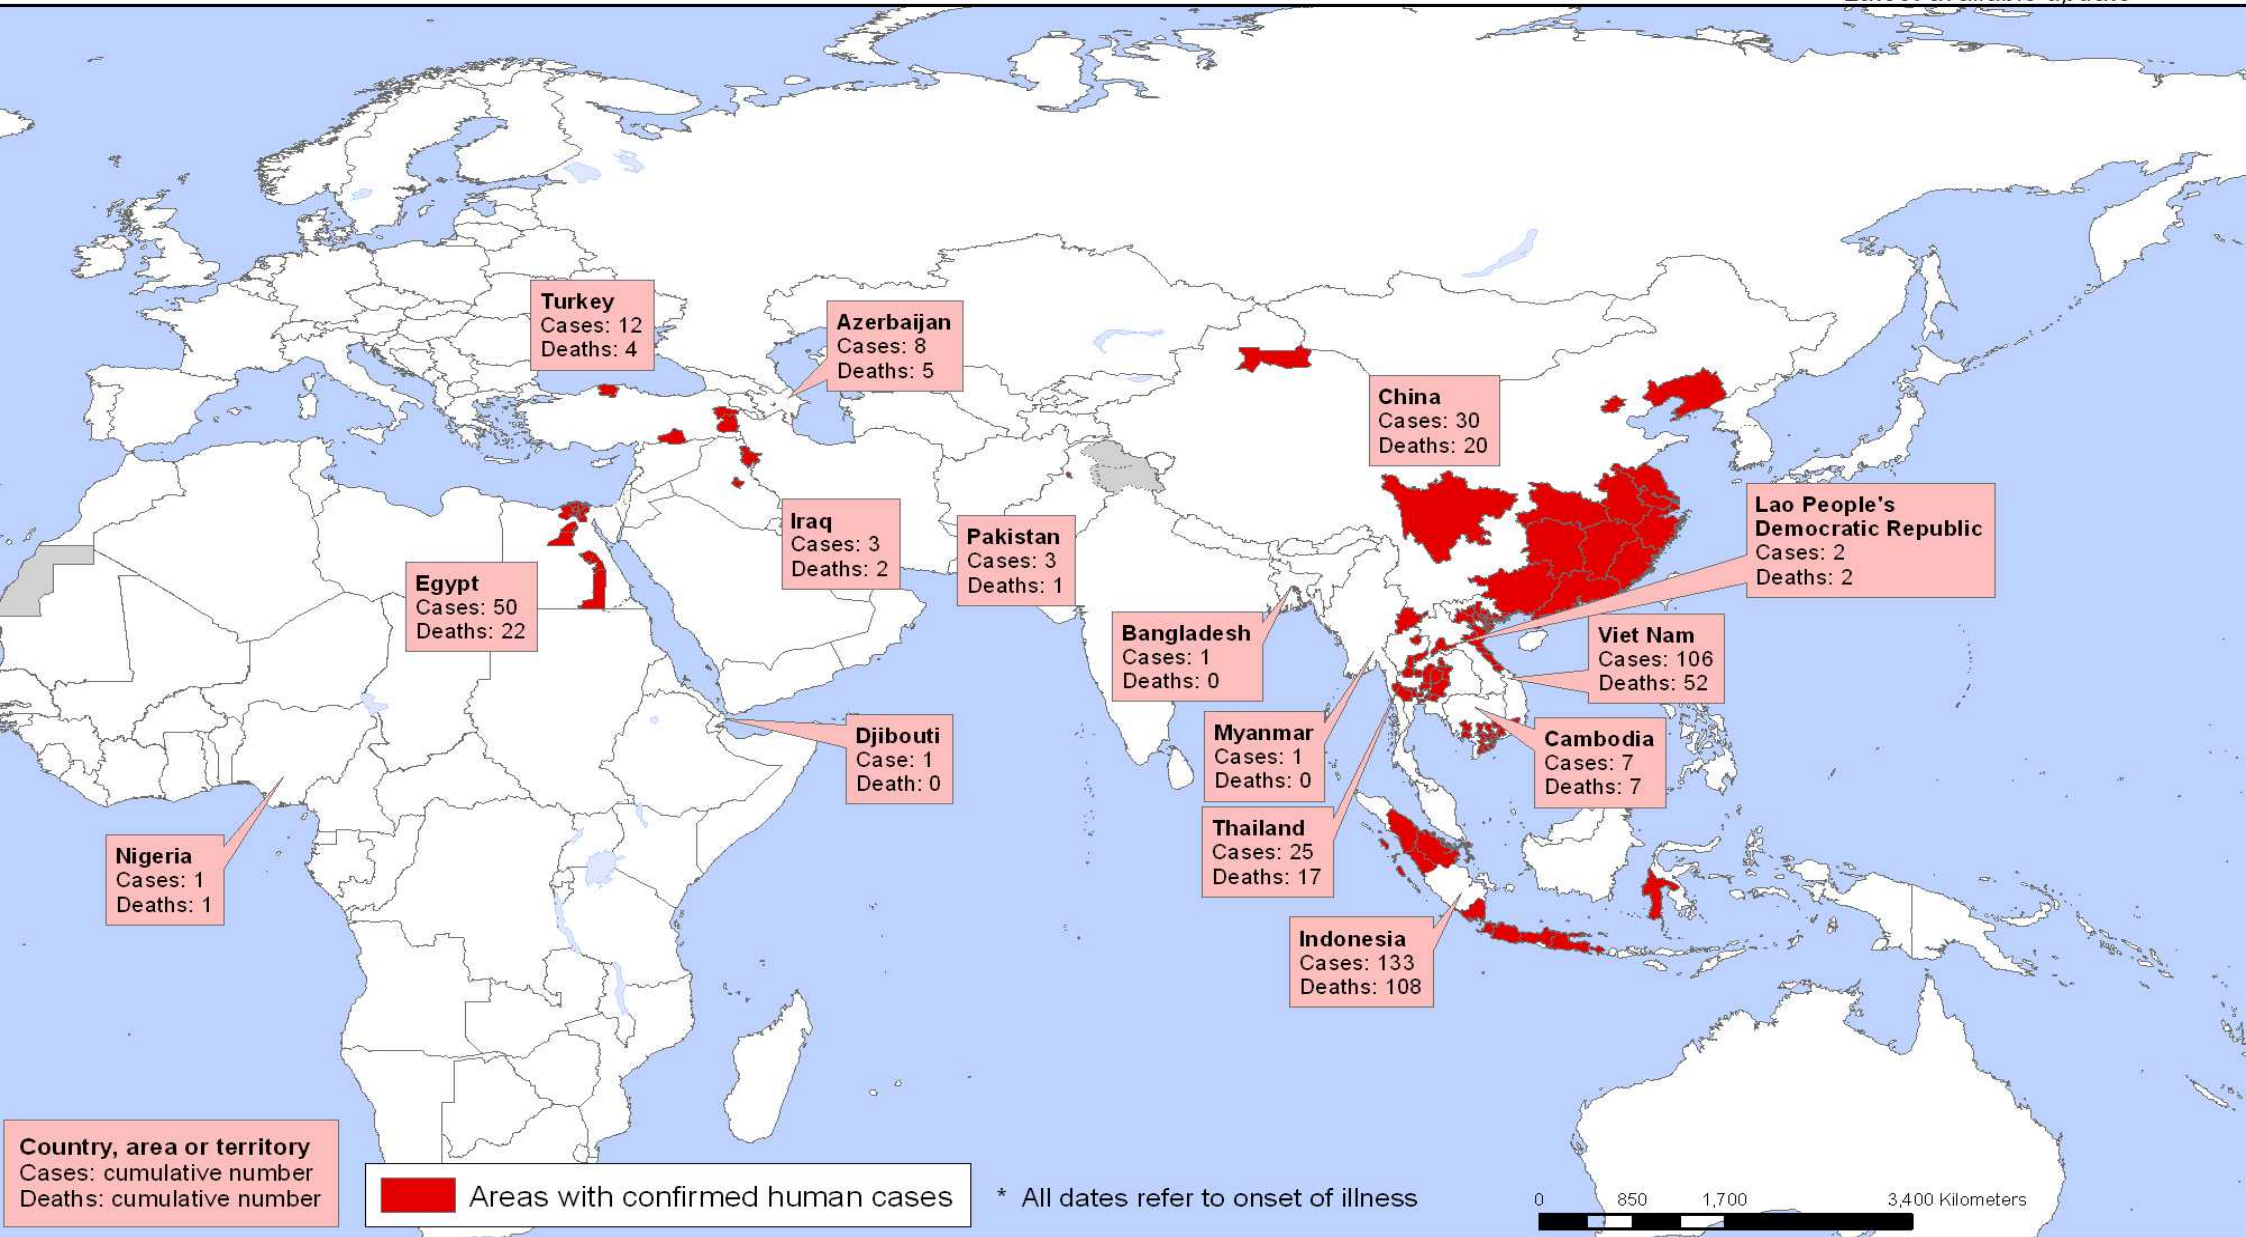 Turkey
Cases: 12
Deaths: 4
Azerbaijan
Cases: 8
Deaths: 5
China
Cases: 30
Deaths: 20
Iraq
Cases: 3
Deaths: 2
Pakistan
Cases: 3
Deaths: 1
Lao People's
Democratic Republic
Cases: 2
Deaths: 2
Egypt
Cases: 50
Deaths: 22
Bangladesh
Cases: 1
Deaths: 0
Viet Nam
Cases: 106
Deaths: 52
Djibouti
Case: 1
Death: 0
Myanmar
Cases: 1
Deaths: 0
Cambodia
Cases: 7
Deaths: 7
Nigeria
Cases: 1
Deaths: 1
Thailand
Cases: 25
Deaths: 17
Indonesia
Cases: 133
Deaths: 108
Country, area or territory
Cases: cumulative number
Deaths: cumulative number
Areas with confirmed human cases
* All dates refer to onset of illness
0 850 1,700 3,400 Kilometers